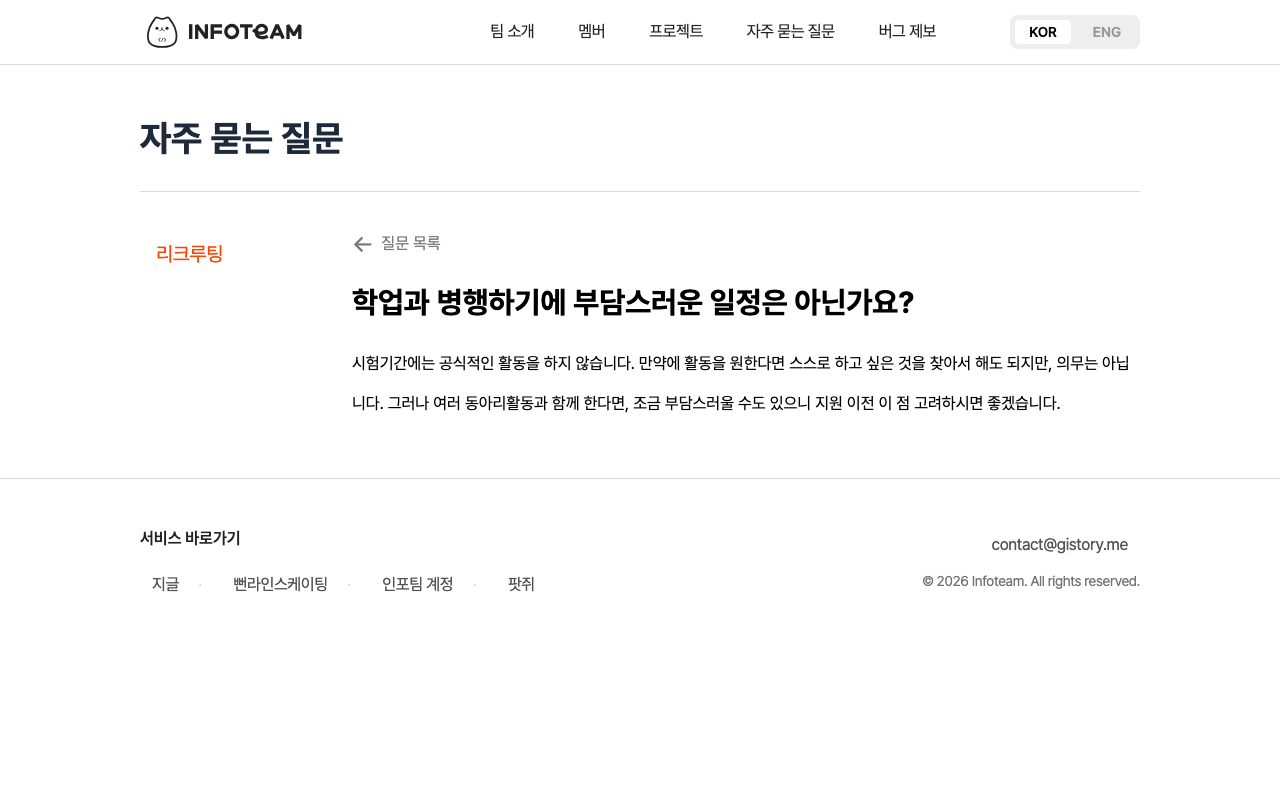 INFOTEAM
팀 소개
멤버
프로젝트
자주 묻는 질문
버그 제보
KOR
ENG
자주 묻는 질문
리크루팅
← 질문 목록
학업과 병행하기에 부담스러운 일정은 아닌가요?
시험기간에는 공식적인 활동을 하지 않습니다. 만약에 활동을 원한다면 스스로 하고 싶은 것을 찾아서 해도 되지만, 의무는 아닙
니다. 그러나 여러 동아리활동과 함께 한다면, 조금 부담스러울 수도 있으니 지원 이전 이 점 고려하시면 좋겠습니다.
서비스 바로가기
지글 · 뻔라인스케이팅 · 인포팀 계정 · 팟쥐
contact@gistory.me
© 2026 Infoteam. All rights reserved.